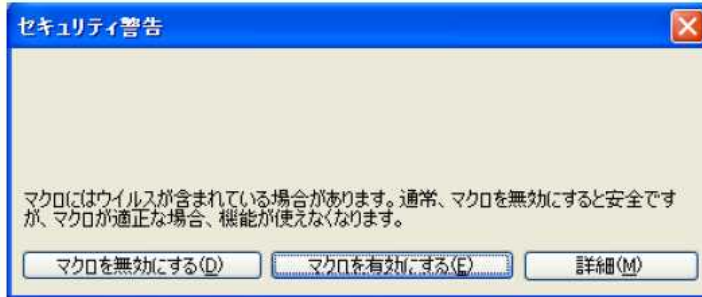 セキュリティ警告
マクロにはウイルスが含まれている場合があります。通常、マクロを無効にすると安全です
が、マクロが適正な場合、機能が使えなくなります。
マクロを無効にする(D)
マクロを有効にする(E)
詳細(M)